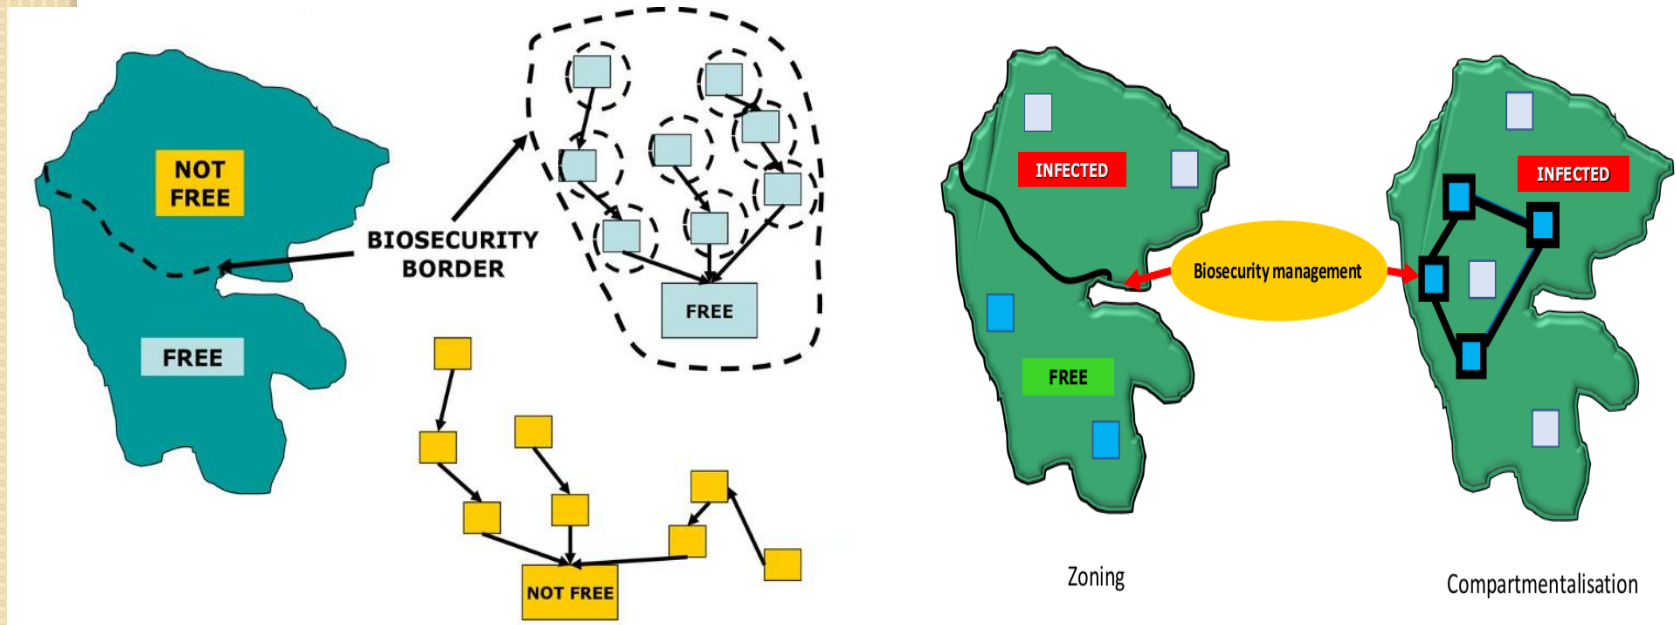 NOT
FREE
FREE
BIOSECURITY
BORDER
FREE
NOT FREE
INFECTED
FREE
Biosecurity management
INFECTED
Zoning
Compartmentalisation